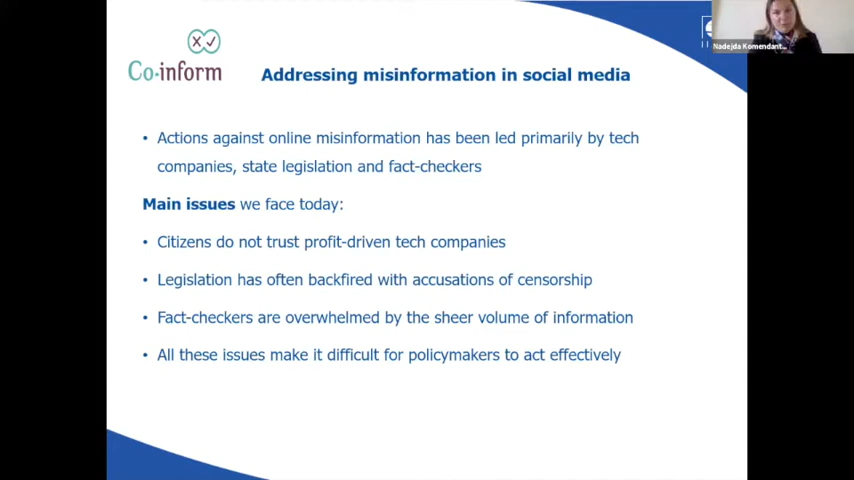 Nadejda Komendant...
Co-inform
Addressing misinformation in social media
• Actions against online misinformation has been led primarily by tech
companies, state legislation and fact-checkers
Main issues we face today:
• Citizens do not trust profit-driven tech companies
• Legislation has often backfired with accusations of censorship
• Fact-checkers are overwhelmed by the sheer volume of information
• All these issues make it difficult for policymakers to act effectively